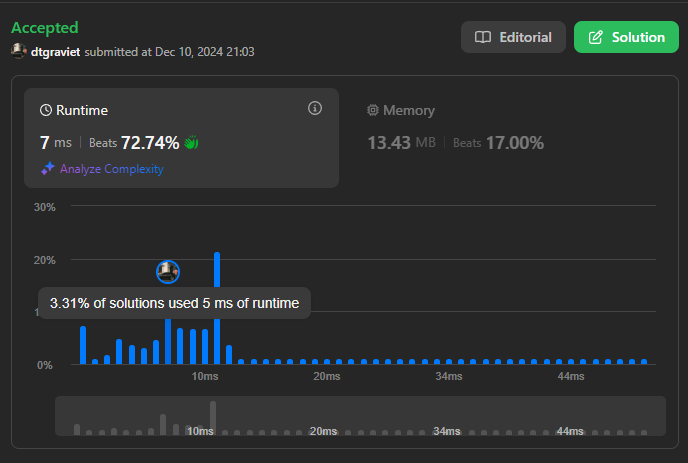 Accepted
dtgraviet submitted at Dec 10, 2024 21:03
Editorial
Solution
Runtime
7 ms | Beats 72.74%
Analyze Complexity
Memory
13.43 MB | Beats 17.00%
30%
20%
3.31% of solutions used 5 ms of runtime
0%
10ms 20ms 34ms 44ms
10ms 20ms 34ms 44ms